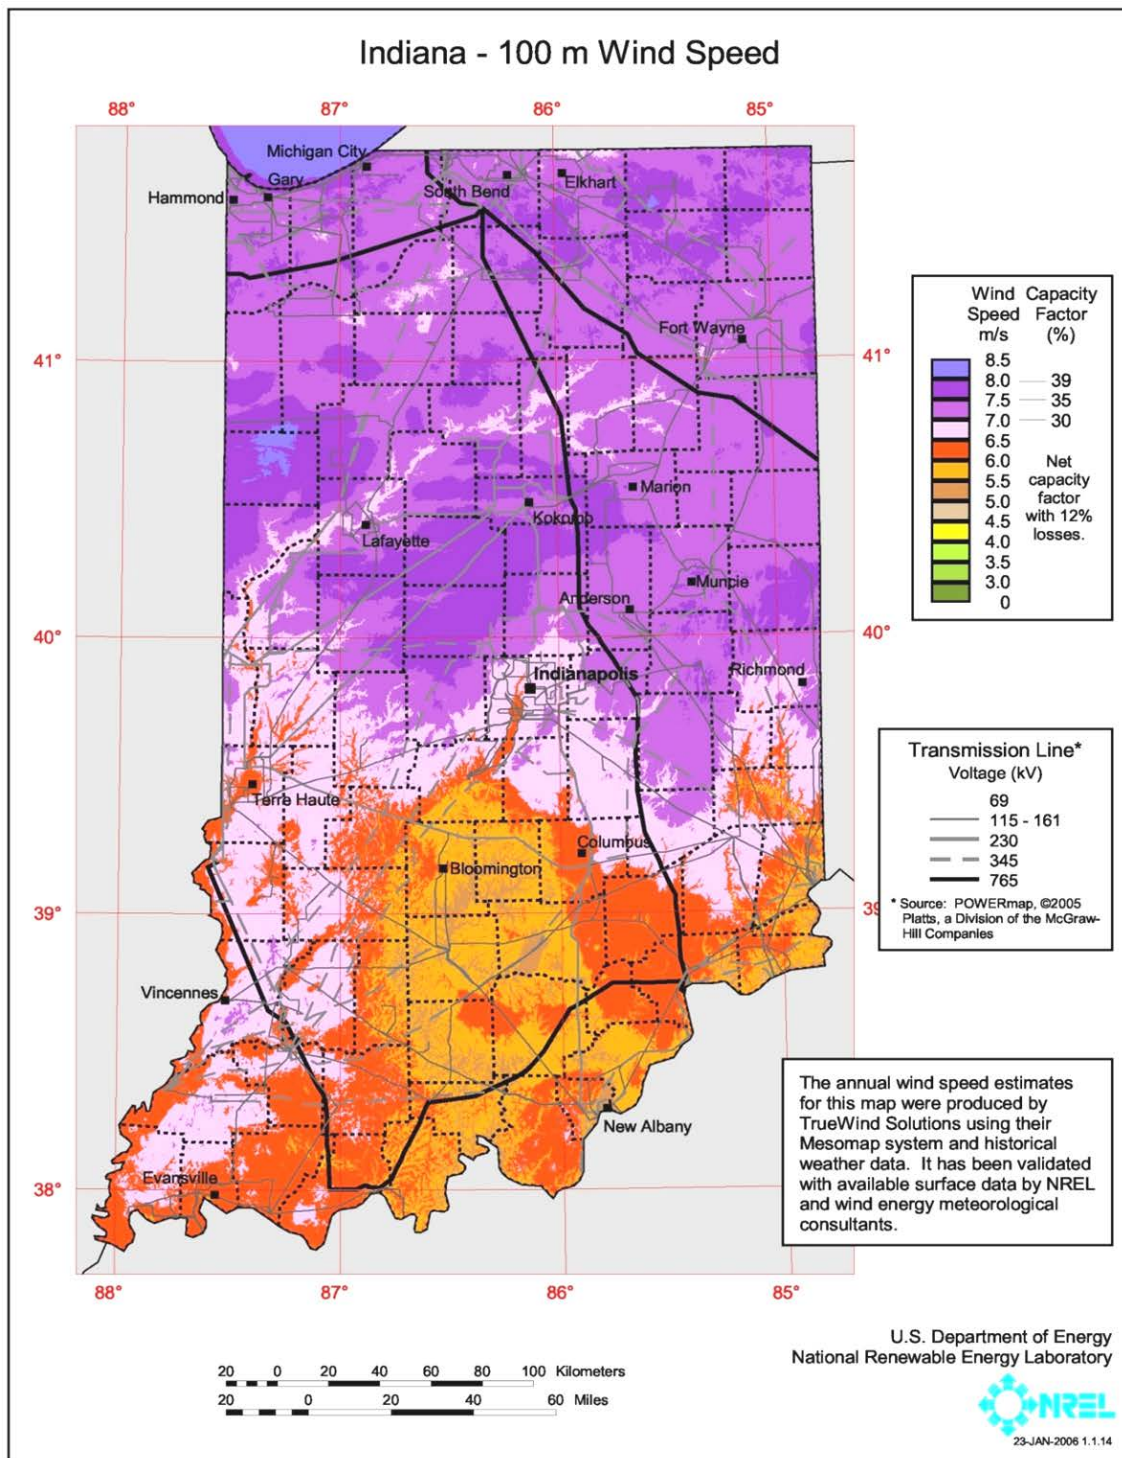 Indiana - 100 m Wind Speed
88° 87° 86° 85°
Michigan City
Gary
Hammond
South Bend
Elkhart
41° 41°
Fort Wayne
Marion
Kokomo
Lafayette
Muncie
Anderson
40° 40°
Richmond
Indianapolis
Terre Haute
Columbus
Bloomington
39° 39
Vincennes
New Albany
Evansville
38°
88° 87° 86° 85°
Wind Capacity
Speed Factor
m/s (%)
8.5
8.0 39
7.5 35
7.0 30
6.5
6.0 Net
5.5 capacity
5.0 factor
4.5 with 12%
4.0 losses.
3.5
3.0
0
Transmission Line*
Voltage (kV)
69
115 - 161
230
345
765
* Source: POWERmap, ©2005
Platts, a Division of the McGraw-
Hill Companies
The annual wind speed estimates
for this map were produced by
TrueWind Solutions using their
Mesomap system and historical
weather data. It has been validated
with available surface data by NREL
and wind energy meteorological
consultants.
20 0 20 40 60 80 100 Kilometers
20 0 20 40 60 Miles
U.S. Department of Energy
National Renewable Energy Laboratory
NREL
23-JAN-2006 1.1.14